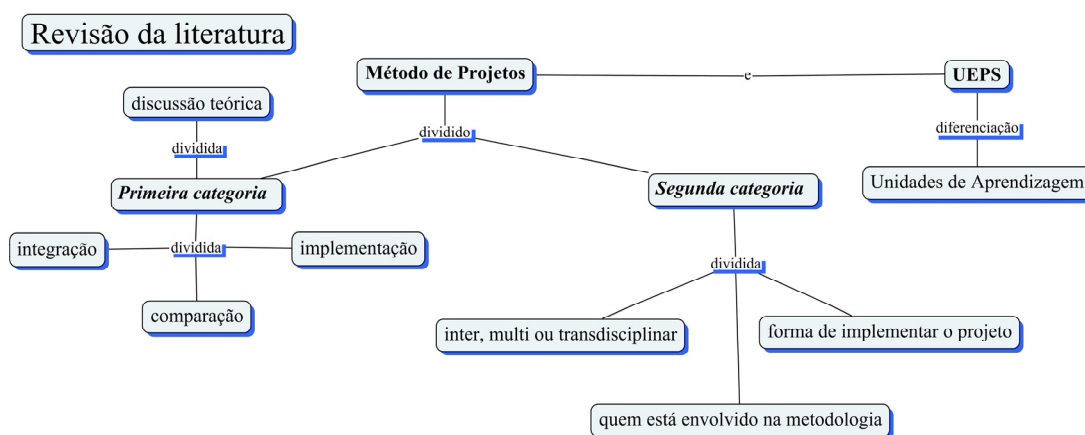 Revisão da literatura
Método de Projetos
e
UEPS
discussão teórica
dividido
diferenciação
dividida
Unidades de Aprendizagem
Primeira categoria
Segunda categoria
integração
dividida
implementação
dividida
comparação
inter, multi ou transdisciplinar
forma de implementar o projeto
quem está envolvido na metodologia